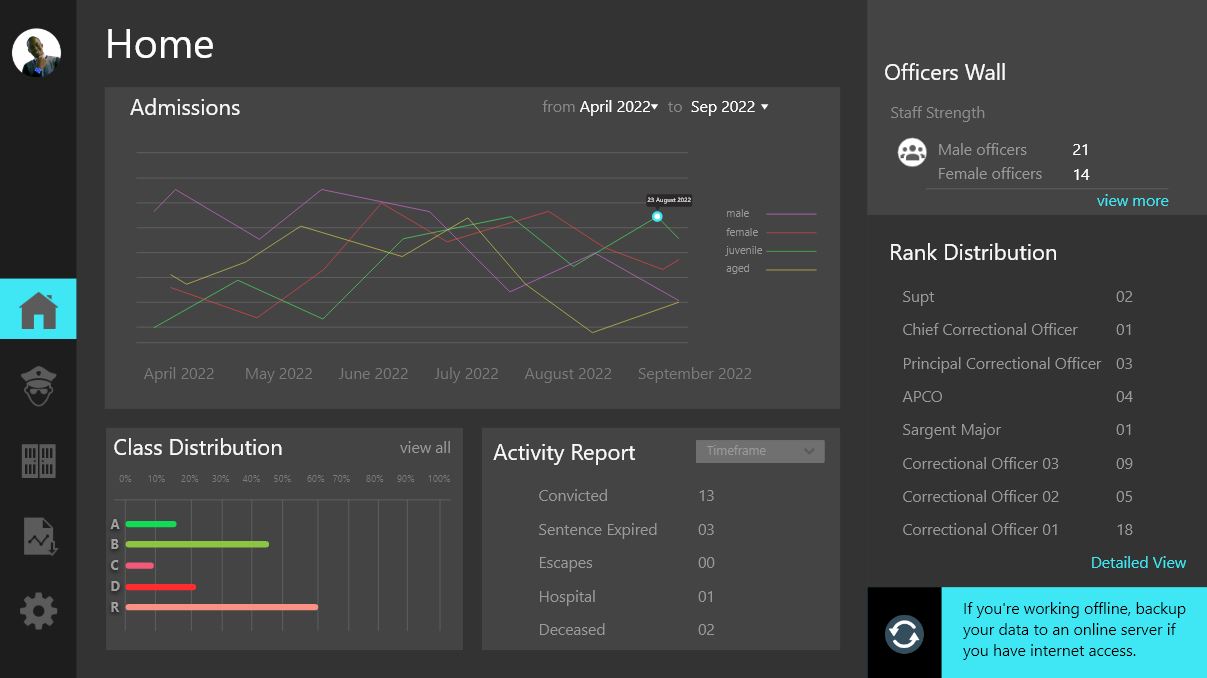 Home
Admissions
from April 2022 to Sep 2022
23 August 2022
male
female
juvenile
aged
April 2022 May 2022 June 2022 July 2022 August 2022 September 2022
Class Distribution view all
0% 10% 20% 30% 40% 50% 60% 70% 80% 90% 100%
A
B
C
D
R
Activity Report Timeframe
Convicted 13
Sentence Expired 03
Escapes 00
Hospital 01
Deceased 02
Officers Wall
Staff Strength
Male officers 21
Female officers 14
view more
Rank Distribution
Supt 02
Chief Correctional Officer 01
Principal Correctional Officer 03
APCO 04
Sargent Major 01
Correctional Officer 03 09
Correctional Officer 02 05
Correctional Officer 01 18
Detailed View
If you're working offline, backup
your data to an online server if
you have internet access.